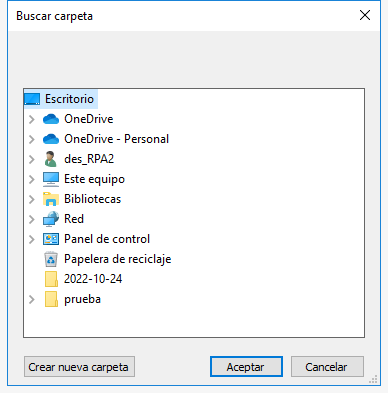 Buscar carpeta
Escritorio
OneDrive
OneDrive - Personal
des_RPA2
Este equipo
Bibliotecas
Red
Panel de control
Papelera de reciclaje
2022-10-24
prueba
Crear nueva carpeta Aceptar Cancelar